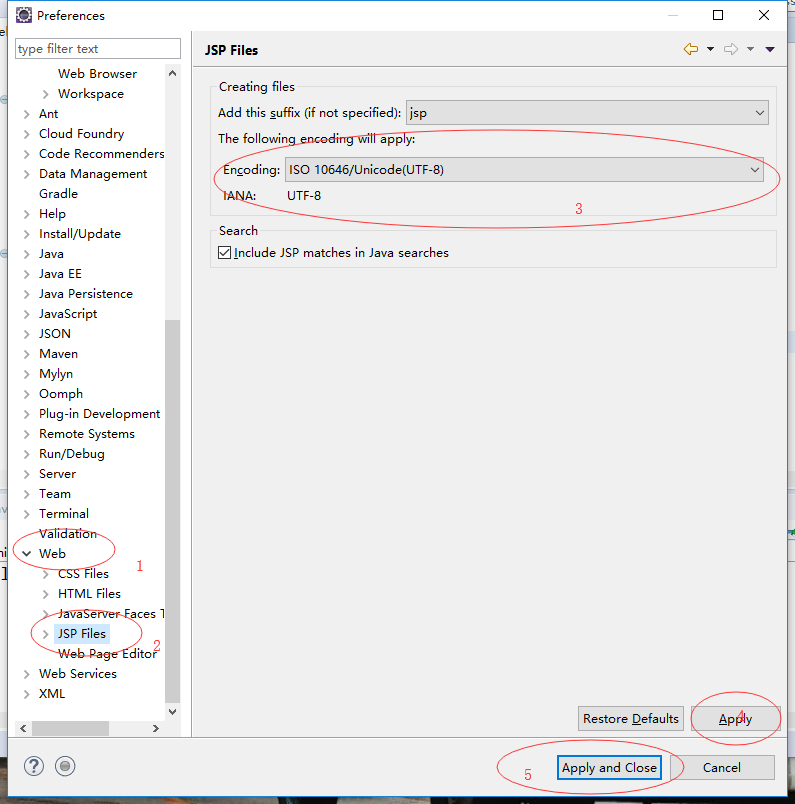 Preferences
type filter text
JSP Files
Web Browser
Workspace
Ant
Cloud Foundry
Code Recommenders
Data Management
Gradle
Help
Install/Update
Java
Java EE
Java Persistence
JavaScript
JSON
Maven
Mylyn
Oomph
Plug-in Development
Remote Systems
Run/Debug
Server
Team
Terminal
Validation
Web
1
CSS Files
HTML Files
JavaServer Faces T
JSP Files
2
Web Page Editor
Web Services
XML
Creating files
Add this suffix (if not specified): jsp
The following encoding will apply:
Encoding: ISO 10646/Unicode(UTF-8)
IANA: UTF-8
3
Search
Include JSP matches in Java searches
Restore Defaults
Apply
4
5
Apply and Close
Cancel